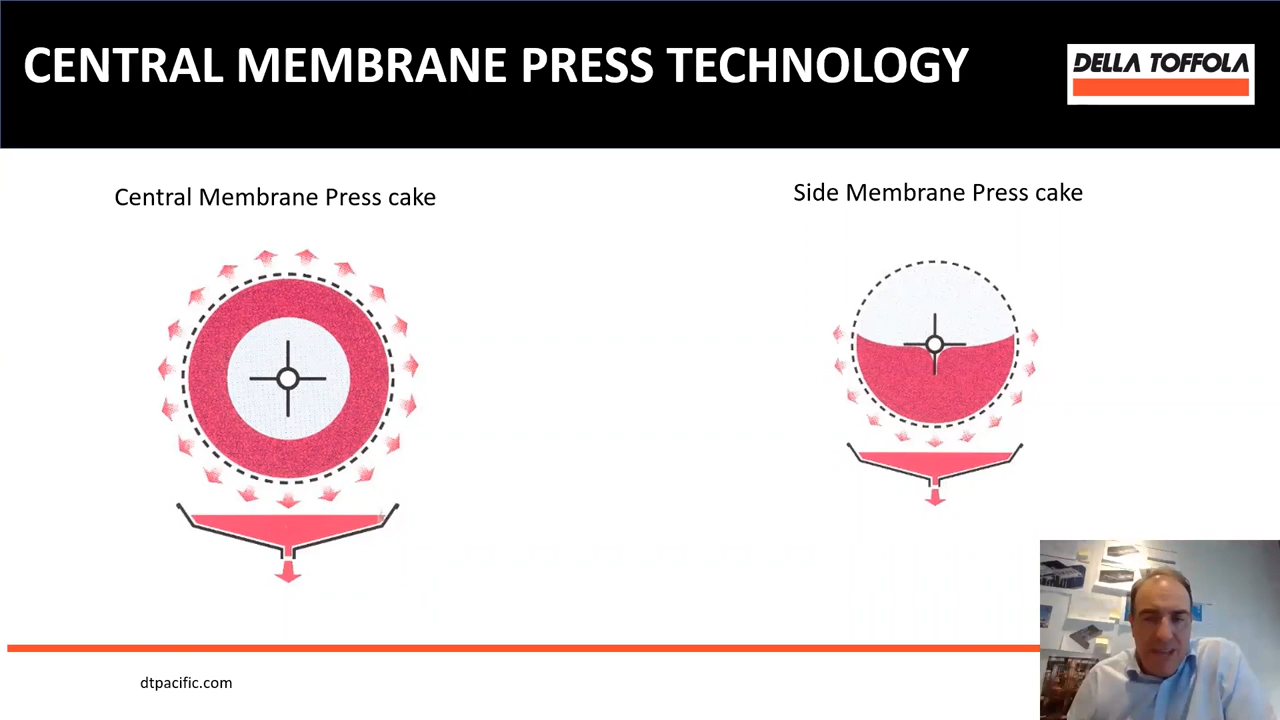 CENTRAL MEMBRANE PRESS TECHNOLOGY
DELLA TOFFOLA
Central Membrane Press cake
Side Membrane Press cake
dtpacific.com